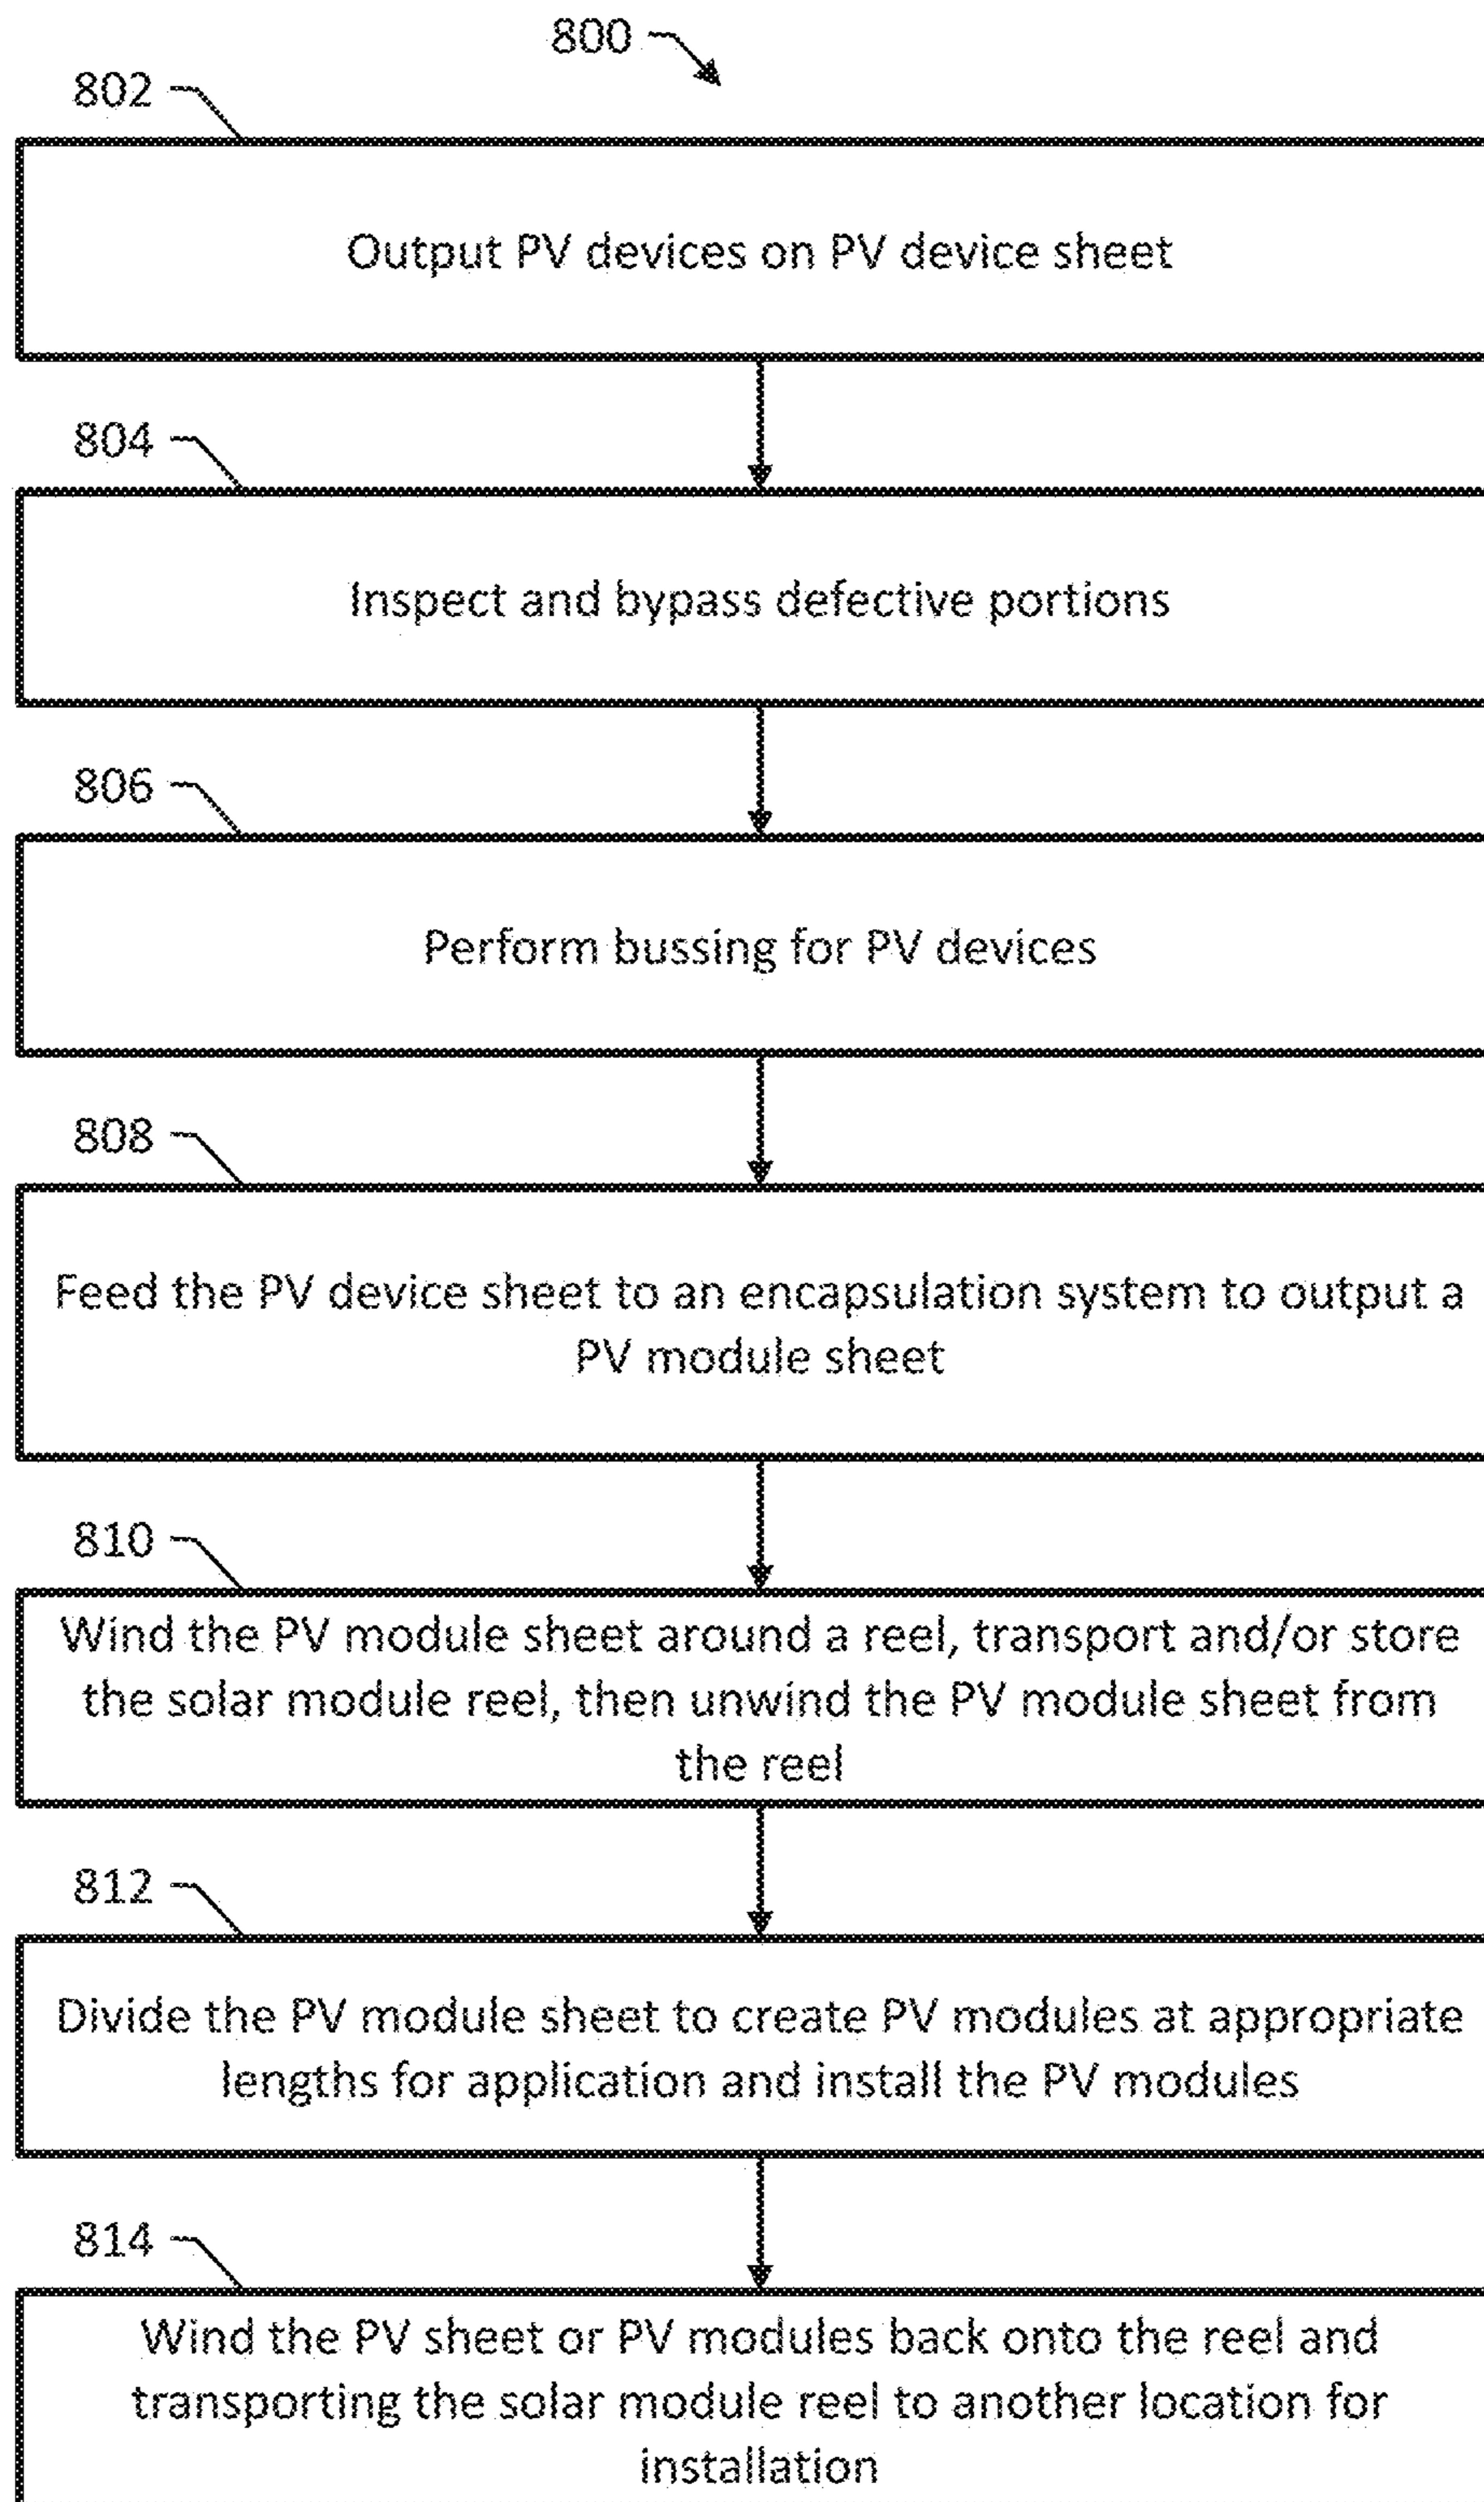 800
802
Output PV devices on PV device sheet
804
Inspect and bypass defective portions
806
Perform bussing for PV devices
808
Feed the PV device sheet to an encapsulation system to output a
PV module sheet
810
Wind the PV module sheet around a reel, transport and/or store
the solar module reel, then unwind the PV module sheet from
the reel
812
Divide the PV module sheet to create PV modules at appropriate
lengths for application and install the PV modules
814
Wind the PV sheet or PV modules back onto the reel and
transporting the solar module reel to another location for
installation